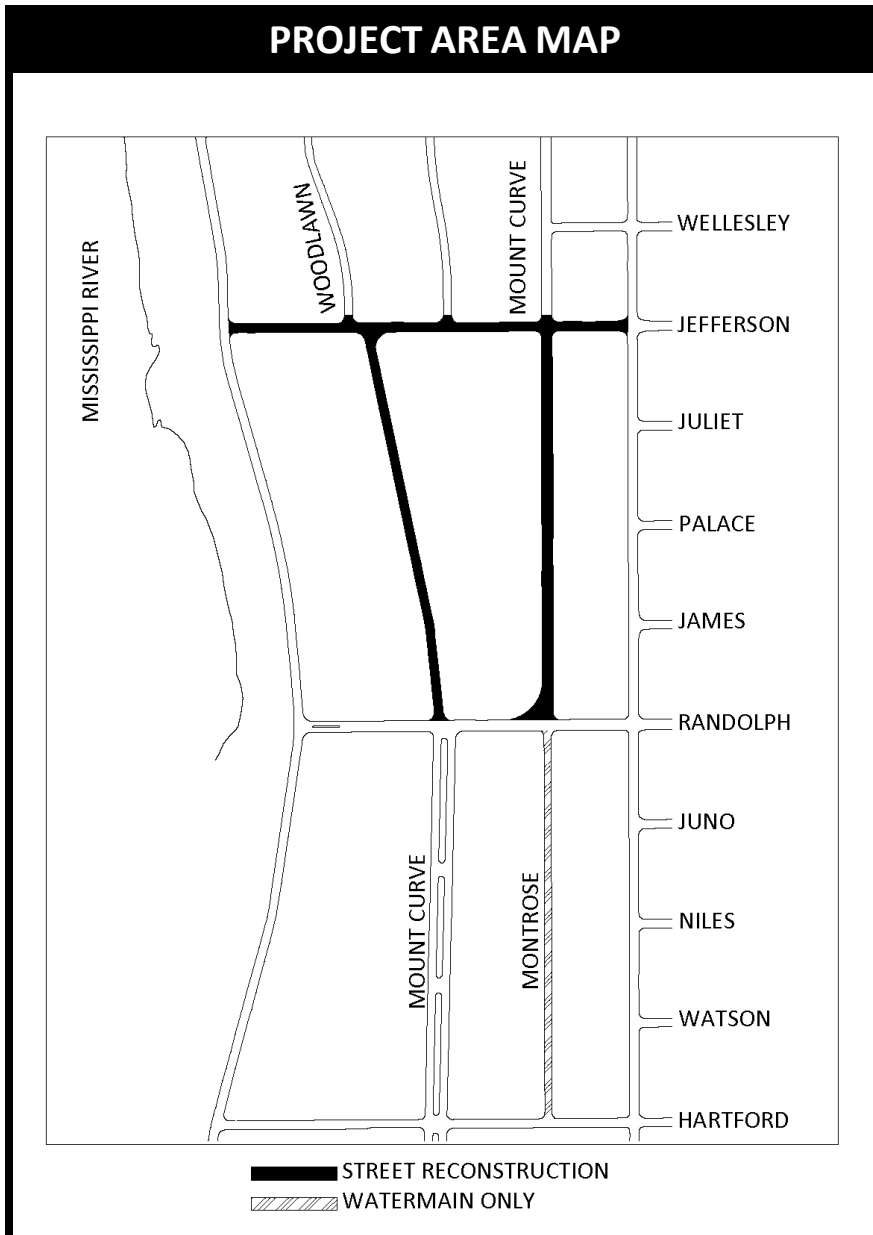 PROJECT AREA MAP
WOODLAWN
MOUNT CURVE
WELLESLEY
MISSISSIPPI RIVER
JEFFERSON
JULIET
PALACE
JAMES
RANDOLPH
JUNO
MOUNT CURVE
MONTROSE
NILES
WATSON
HARTFORD
STREET RECONSTRUCTION
WATERMAIN ONLY